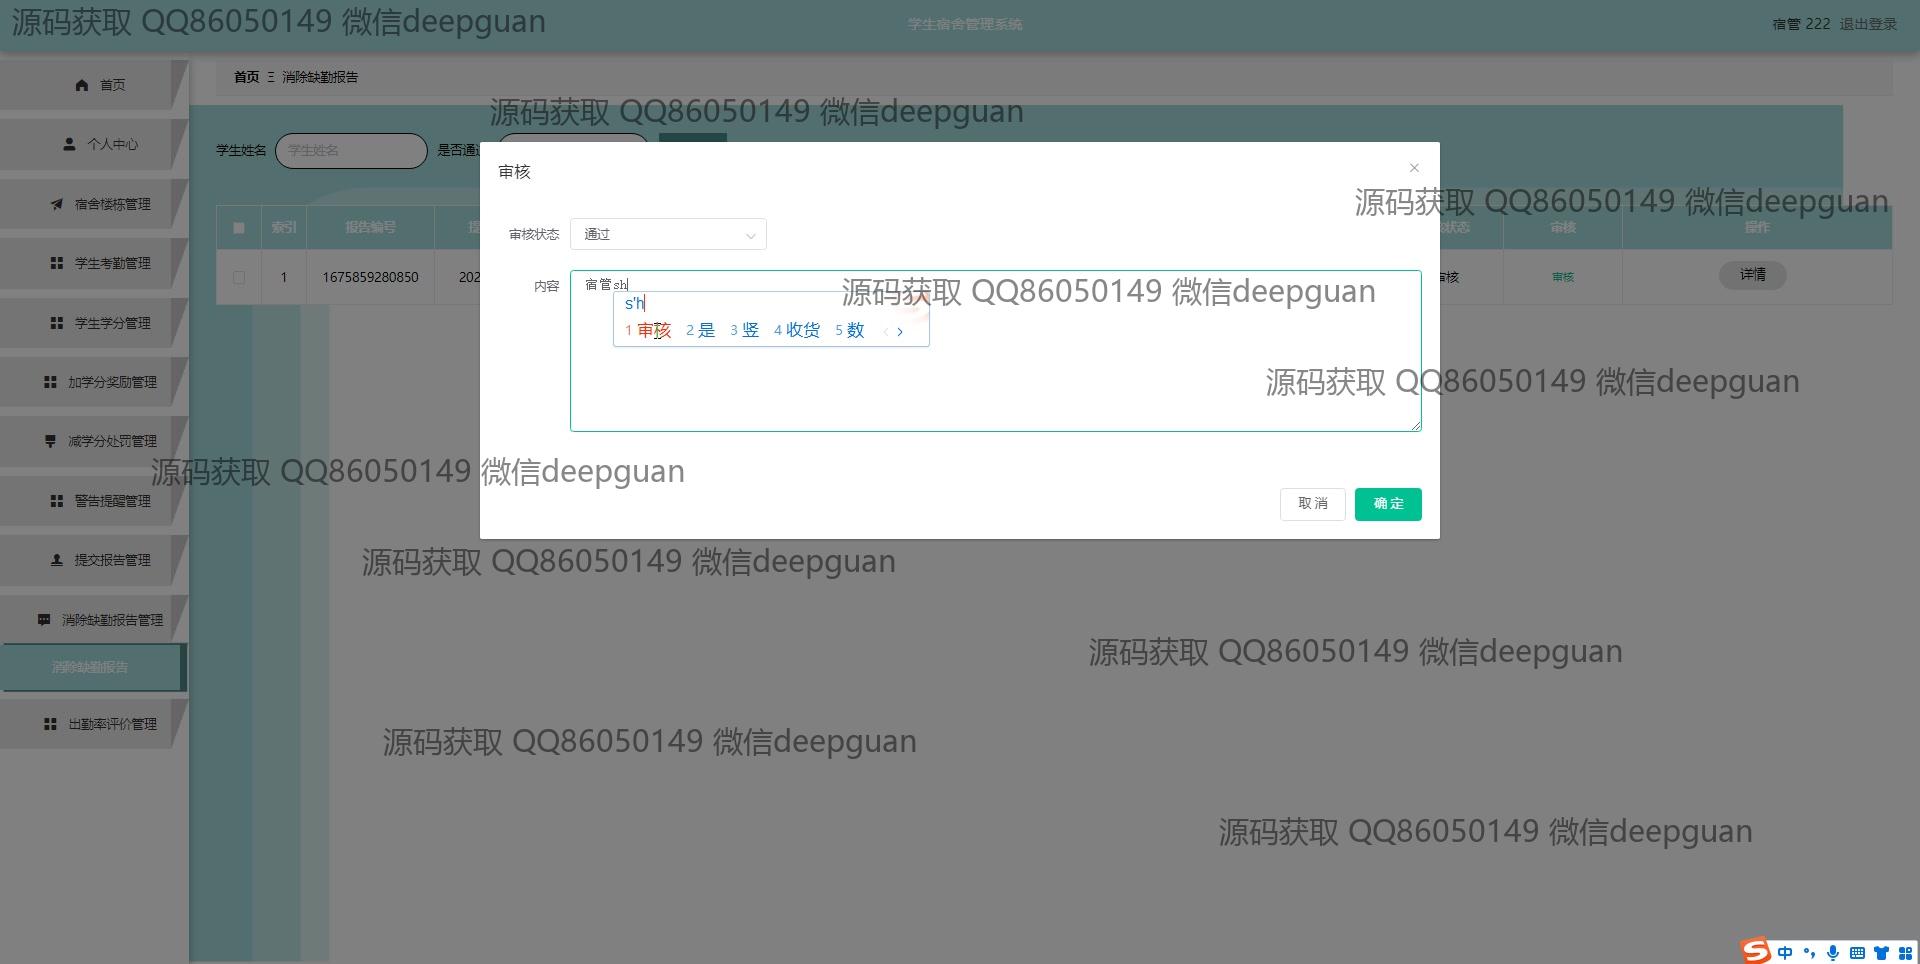 源码获取 QQ86050149 微信deepguan
学生宿舍管理系统
宿管 222 退出登录
首页
个人中心
宿舍楼栋管理
学生考勤管理
学生学分管理
加学分奖励管理
减学分处罚管理
警告提醒管理
提交报告管理
消除缺勤报告管理
消除缺勤报告
出勤率评价管理
首页 Ξ 消除缺勤报告
源码获取 QQ86050149 微信deepguan
学生姓名 学生姓名 是否通过
源码获取 QQ86050149 微信deepguan
索引 报告编号 状态 审核 操作
1 1675859280850 202 审核 审核 详情
审核
×
审核状态 通过
内容 宿管sh
s'h
1 审核 2 是 3 竖 4 收货 5 数
源码获取 QQ86050149 微信deepguan
源码获取 QQ86050149 微信deepguan
取消 确定
源码获取 QQ86050149 微信deepguan
源码获取 QQ86050149 微信deepguan
源码获取 QQ86050149 微信deepguan
源码获取 QQ86050149 微信deepguan
源码获取 QQ86050149 微信deepguan
中